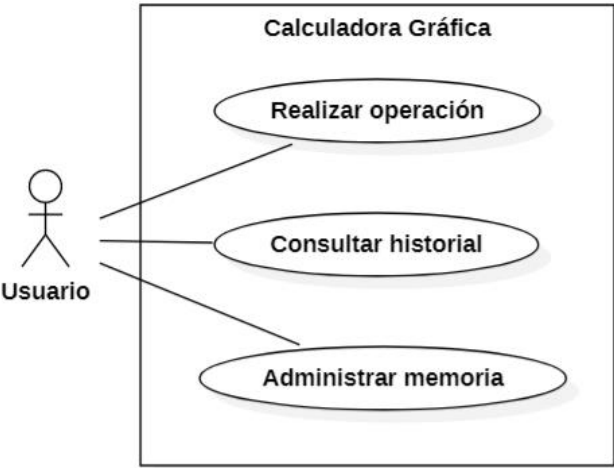 Calculadora Gráfica
Realizar operación
Consultar historial
Usuario
Administrar memoria